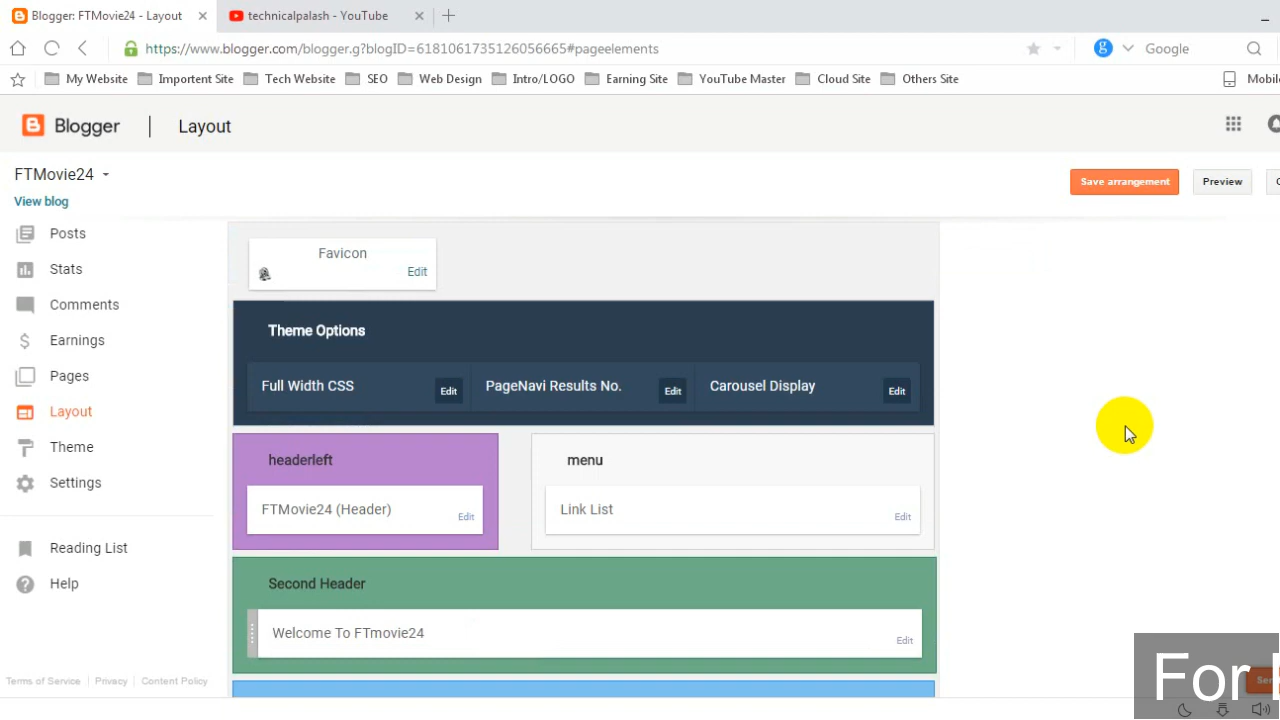 Blogger: FTMovie24 - Layout
technicalpalash - YouTube
https://www.blogger.com/blogger.g?blogID=6181061735126056665#pageelements
Google
My Website
Importent Site
Tech Website
SEO
Web Design
Intro/LOGO
Earning Site
YouTube Master
Cloud Site
Others Site
Mobile
Blogger
Layout
FTMovie24
View blog
Save arrangement
Preview
Posts
Stats
Comments
Earnings
Pages
Layout
Theme
Settings
Reading List
Help
Terms of Service
Privacy
Content Policy
Favicon
Edit
Theme Options
Full Width CSS
Edit
PageNavi Results No.
Edit
Carousel Display
Edit
headerleft
FTMovie24 (Header)
Edit
menu
Link List
Edit
Second Header
Welcome To FTmovie24
Edit
For